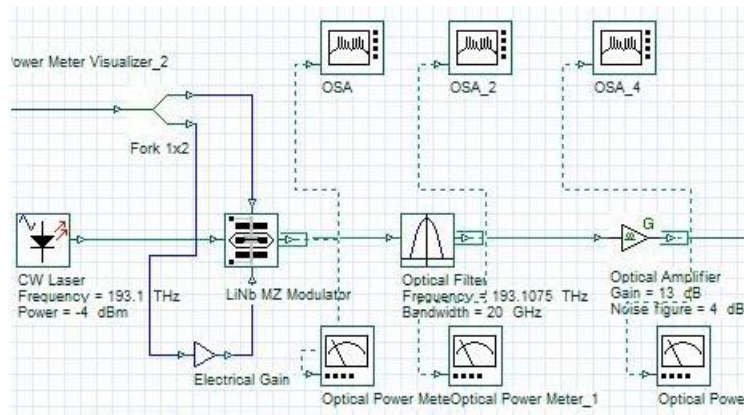 ower Meter Visualizer_2
OSA
OSA_2
OSA_4
Fork 1x2
G
CW Laser
Frequency = 193.1 THz
Power = -4 dBm
LiNb MZ Modulator
Optical Filter
Frequency = 193.1075 THz
Bandwidth = 20 GHz
Optical Amplifier
Gain = 13 dB
Noise figure = 4 dB
Electrical Gain
Optical Power Mete
Optical Power Meter_1
Optical Powe